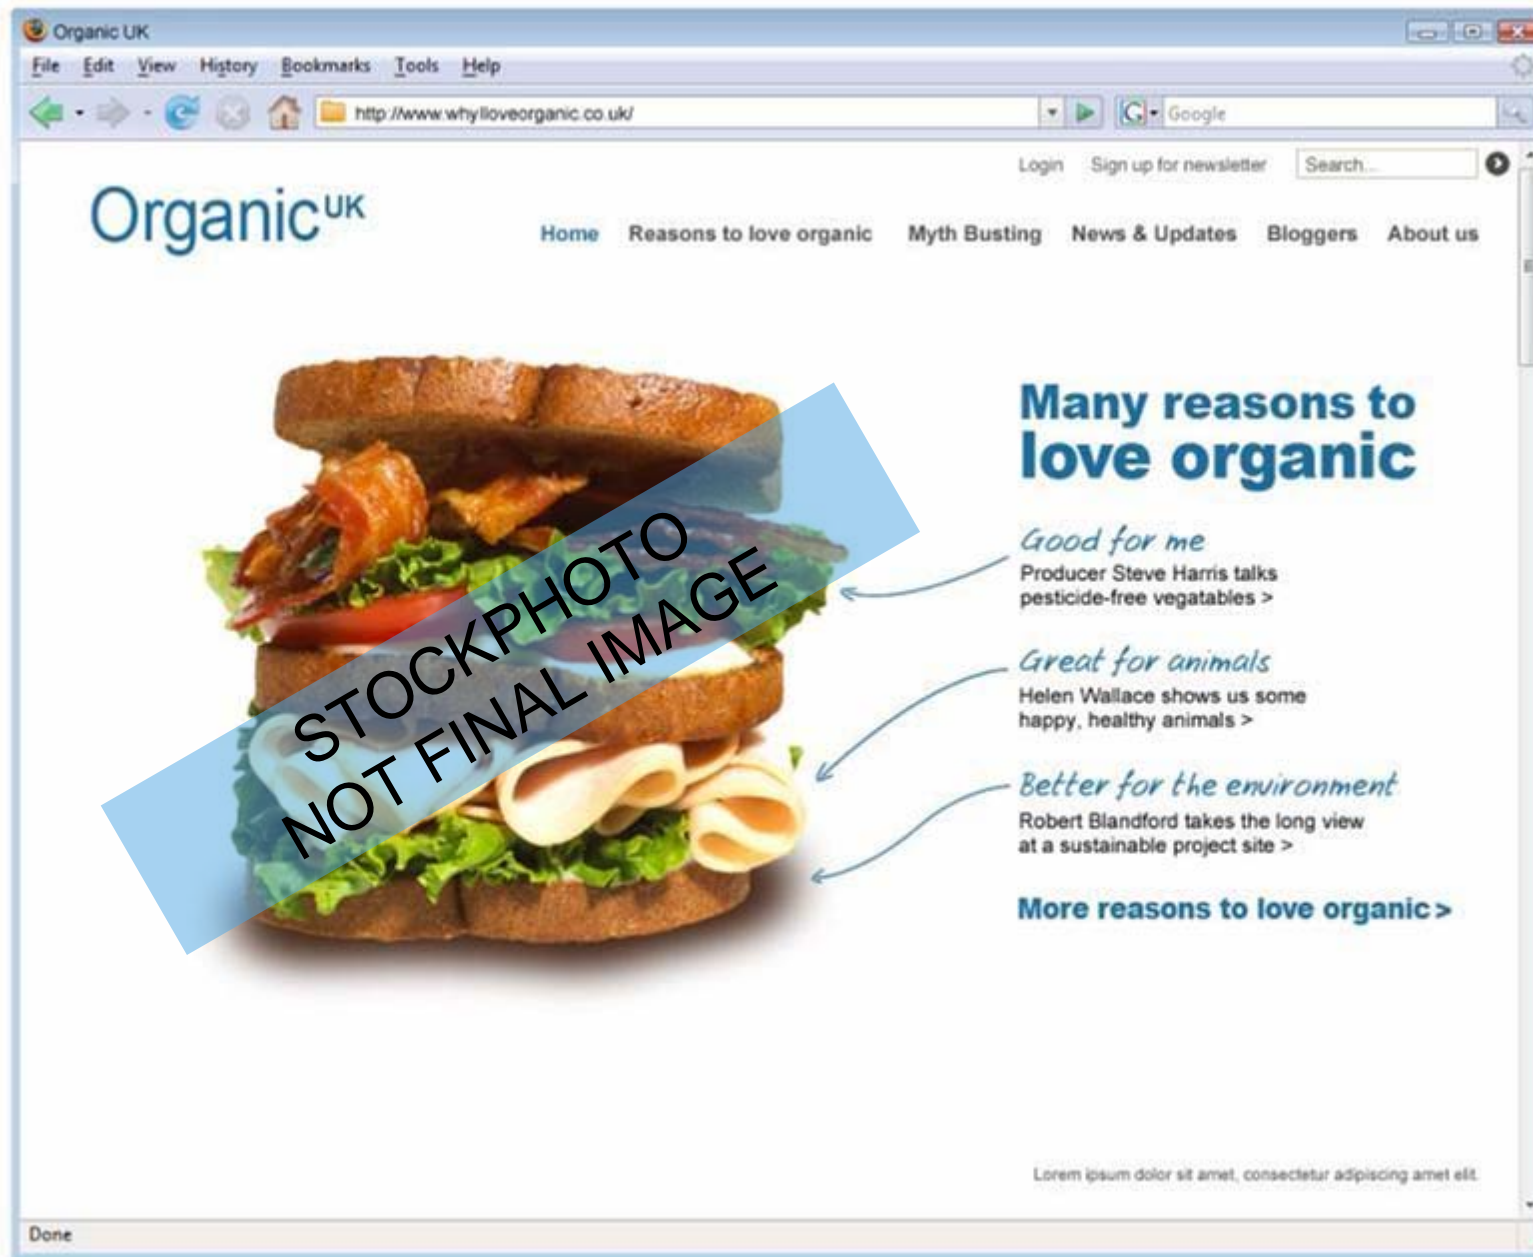 Organic UK
File Edit View History Bookmarks Tools Help
http://www.whyIloveorganic.co.uk/
Google
Login Sign up for newsletter Search...
Organic UK
Home Reasons to love organic Myth Busting News & Updates Bloggers About us
STOCKPHOTO
NOT FINAL IMAGE
Many reasons to
love organic
Good for me
Producer Steve Harris talks
pesticide-free vegatables >
Great for animals
Helen Wallace shows us some
happy, healthy animals >
Better for the environment
Robert Blandford takes the long view
at a sustainable project site >
More reasons to love organic >
Lorem ipsum dolor sit amet, consectetur adipiscing amet elit.
Done